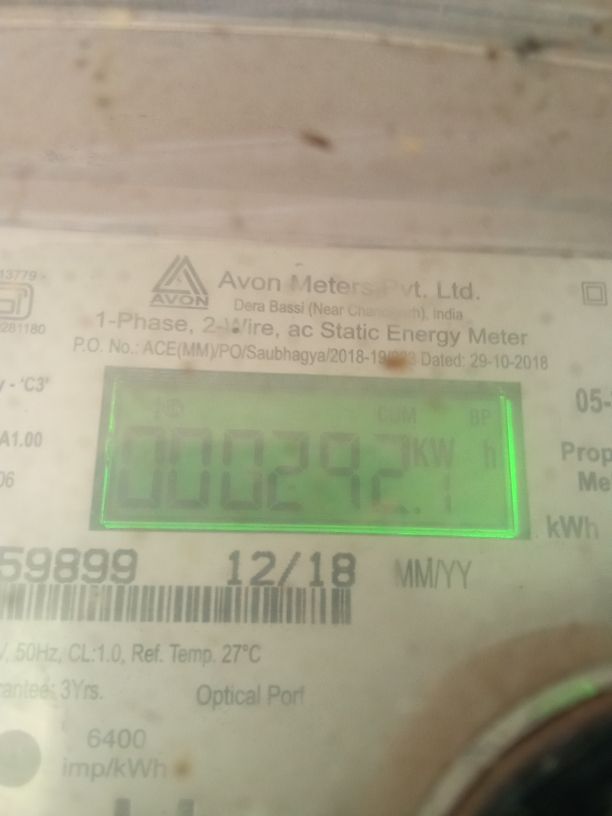 13779 -
281180
AVON
Avon Meters Pvt. Ltd.
Dera Bassi (Near Chandigarh), India
1-Phase, 2-Wire, ac Static Energy Meter
P.O. No.: ACE(MM)/PO/Saubhagya/2018-19/ Dated: 29-10-2018
y - 'C3'
A1.00
06
05-
Prop
Me
CUM BP
000292.1 KW h
kWh
59899 12/18 MM/YY
V, 50Hz, CL:1.0, Ref. Temp. 27°C
rantee: 3Yrs. Optical Port
6400
imp/kWh